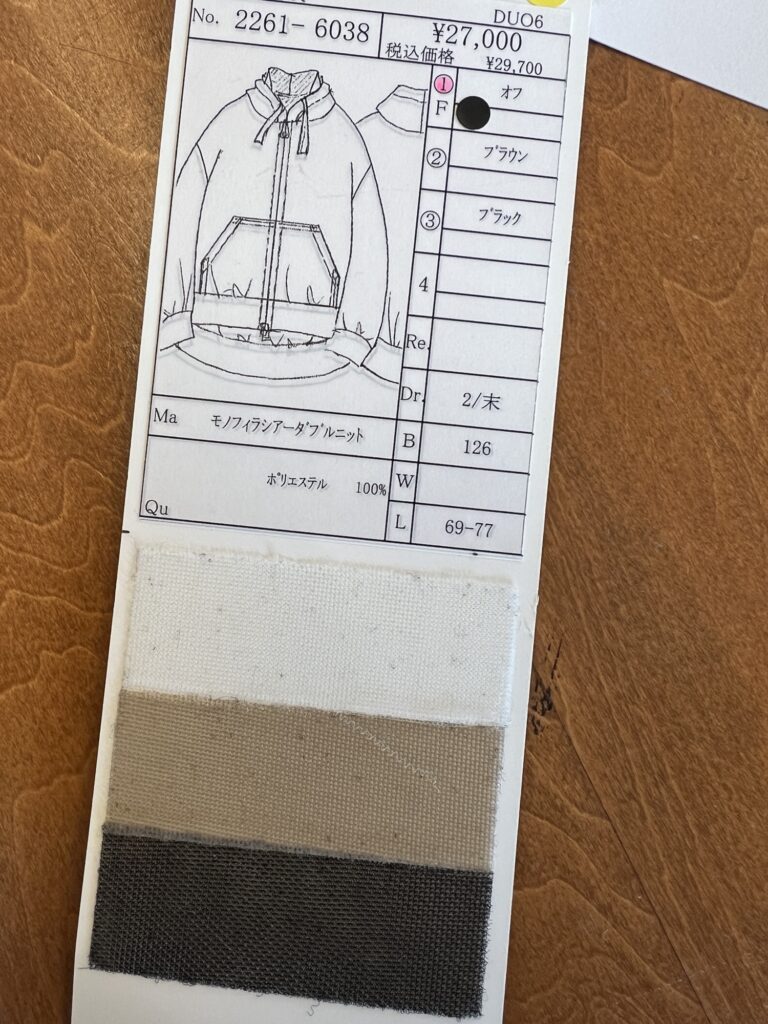 DUO6
No. 2261-6038
¥27,000
税込価格 ¥29,700
① オフ
F
② ブラウン
③ ブラック
4
Re.
Dr. 2/末
Ma モノフィラシアーダブルニット
B 126
ポリエステル 100%
W
Qu
L 69-77